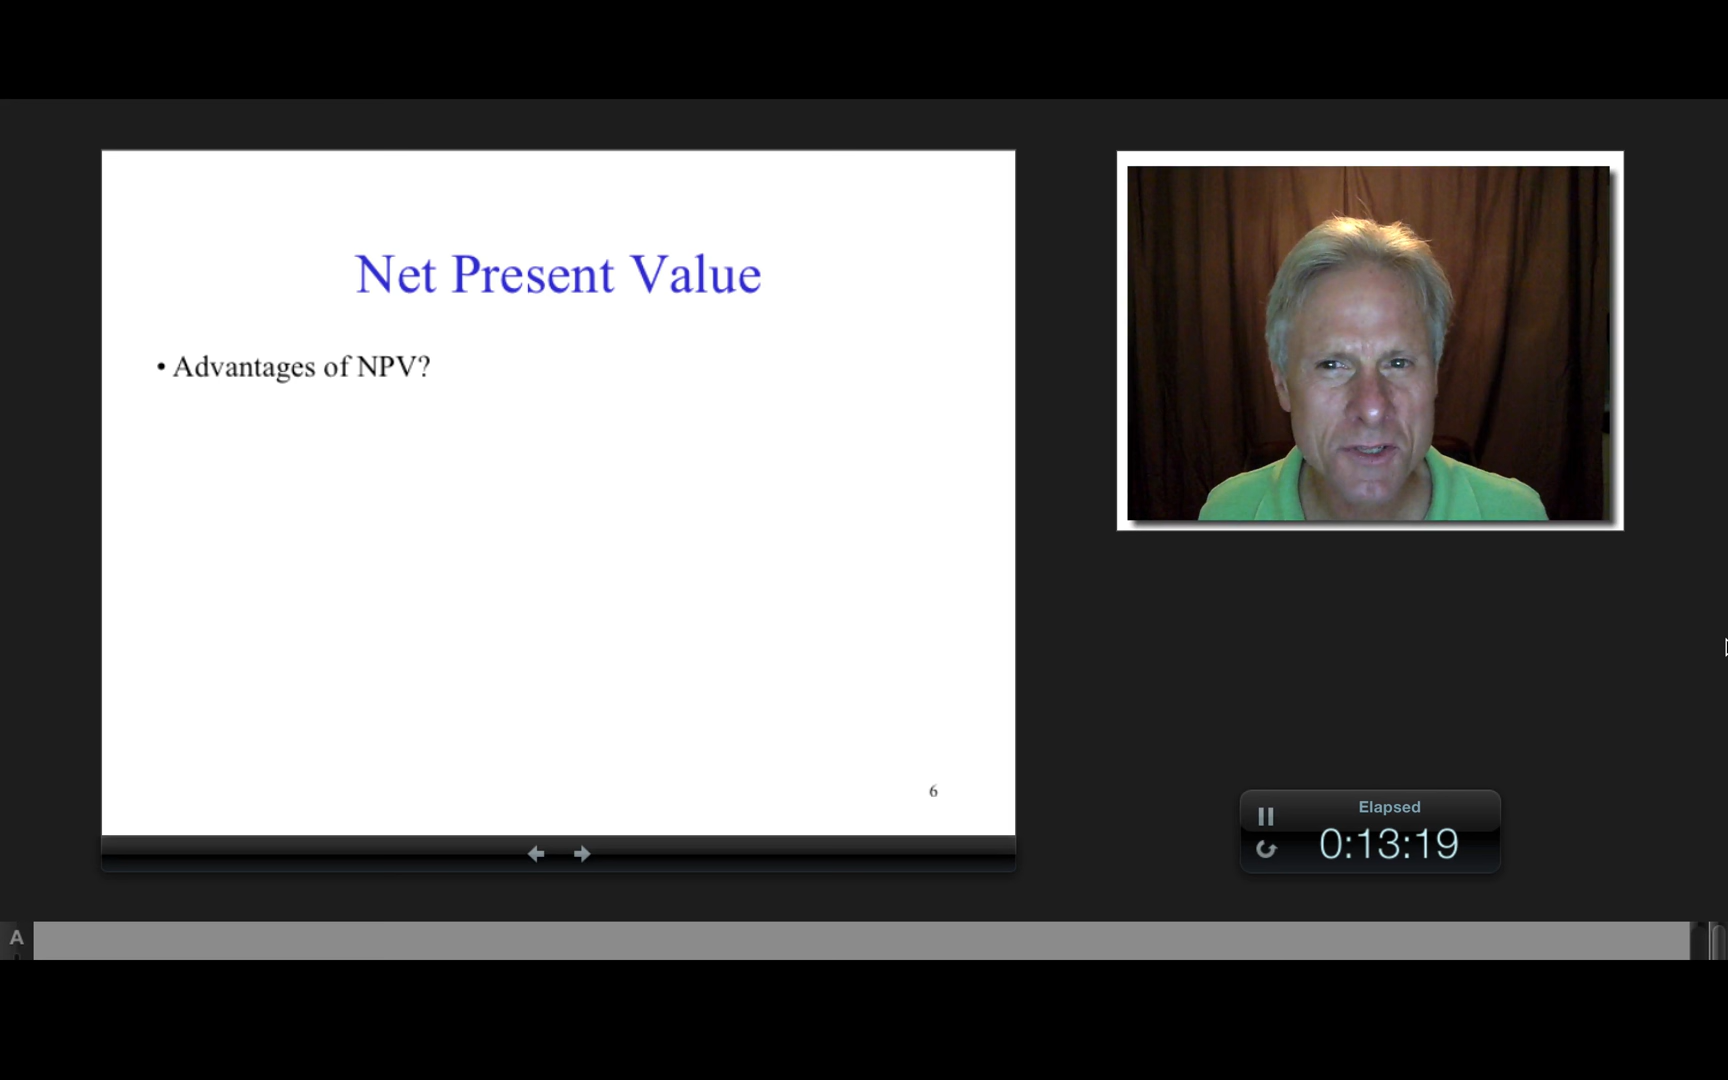 Net Present Value
• Advantages of NPV?
6
Elapsed
0:13:19
A